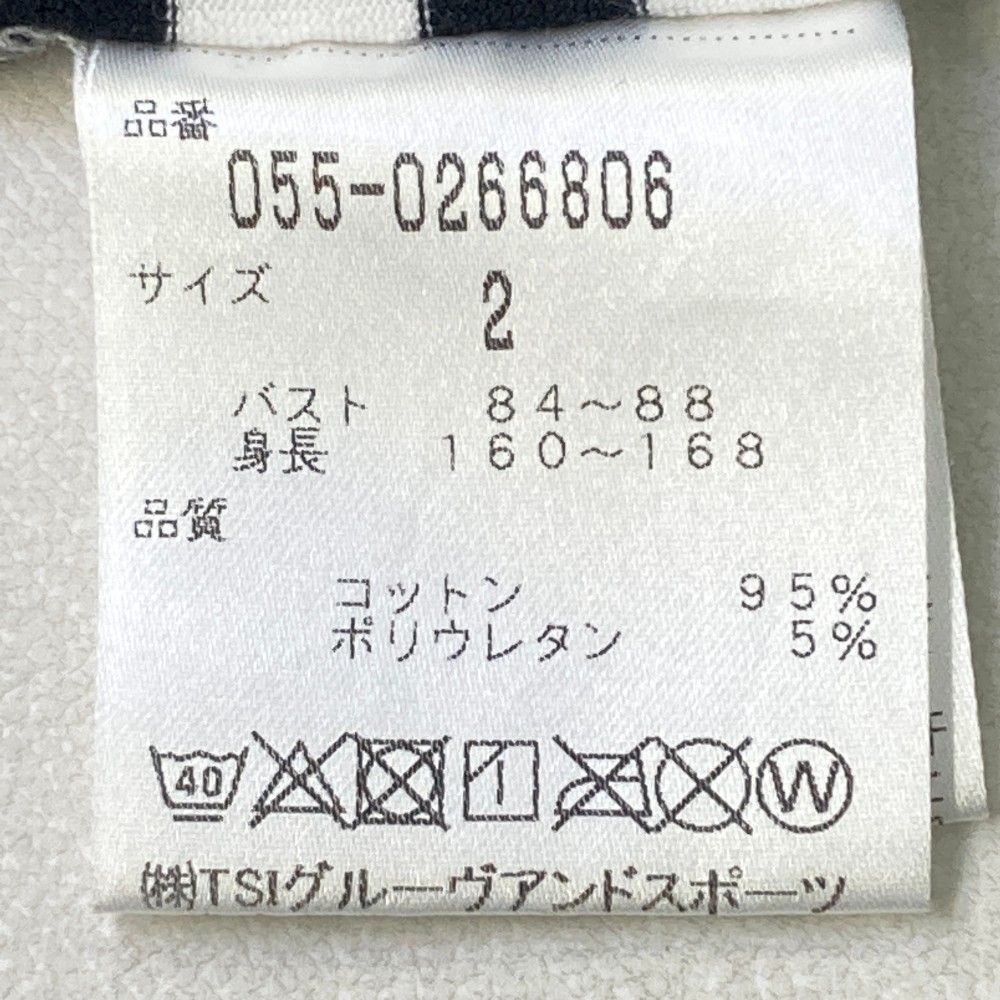 品番
055-0266806
サイズ
2
バスト 84～88
身長 160～168
品質
コットン 95%
ポリウレタン 5%
40 W
㈱TSIグルーヴアンドスポーツ